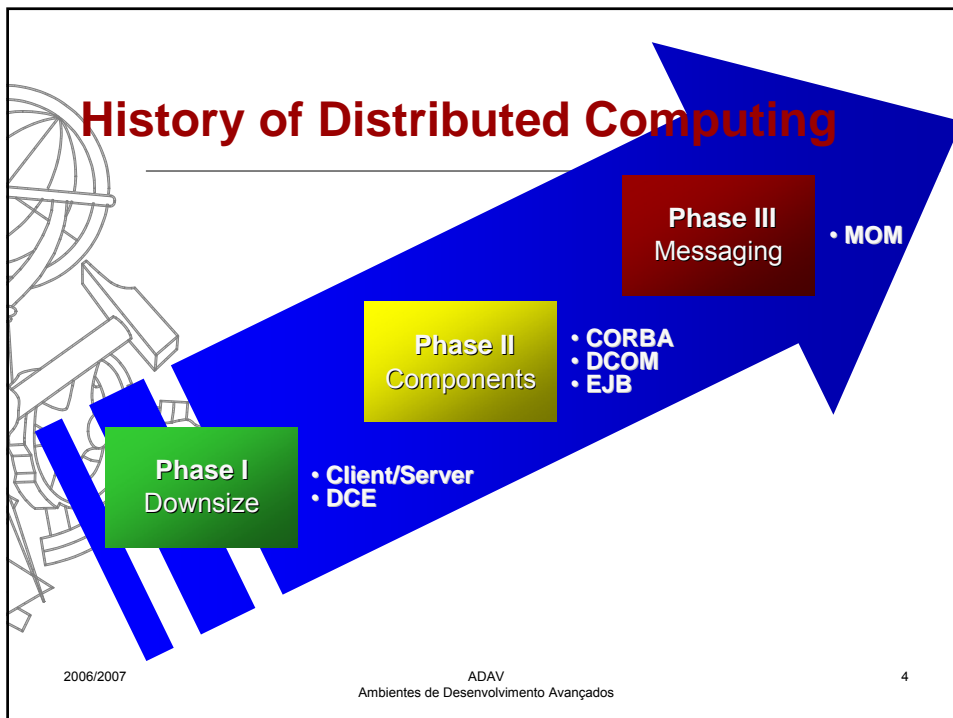 History of Distributed Computing
Phase III
Messaging
• MOM
Phase II
Components
• CORBA
• DCOM
• EJB
Phase I
Downsize
• Client/Server
• DCE
2006/2007
ADAV
Ambientes de Desenvolvimento Avançados
4